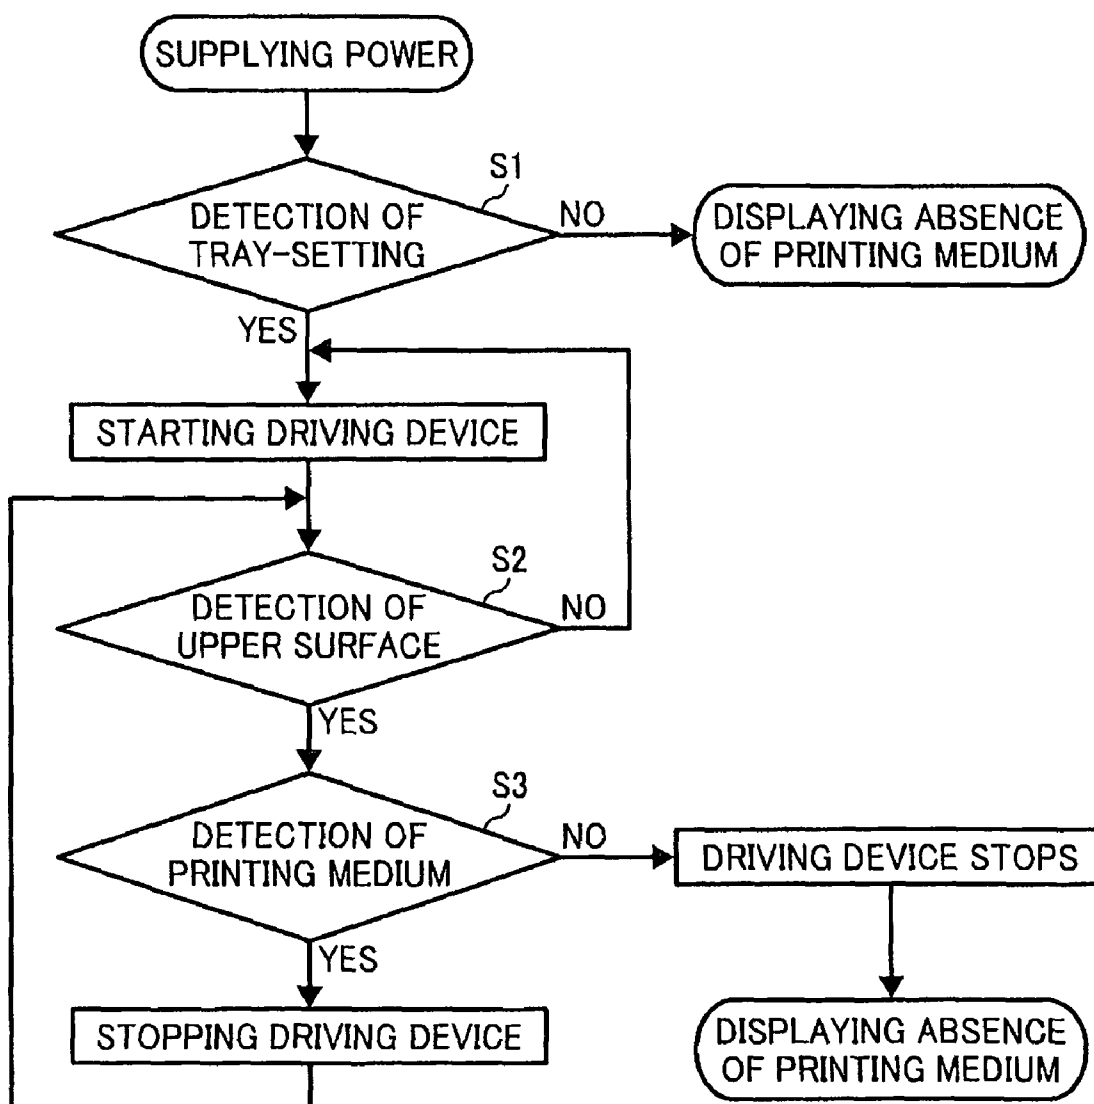 SUPPLYING POWER
S1
DETECTION OF
TRAY-SETTING
NO
DISPLAYING ABSENCE
OF PRINTING MEDIUM
YES
STARTING DRIVING DEVICE
S2
DETECTION OF
UPPER SURFACE
NO
YES
S3
DETECTION OF
PRINTING MEDIUM
NO
DRIVING DEVICE STOPS
YES
STOPPING DRIVING DEVICE
DISPLAYING ABSENCE
OF PRINTING MEDIUM